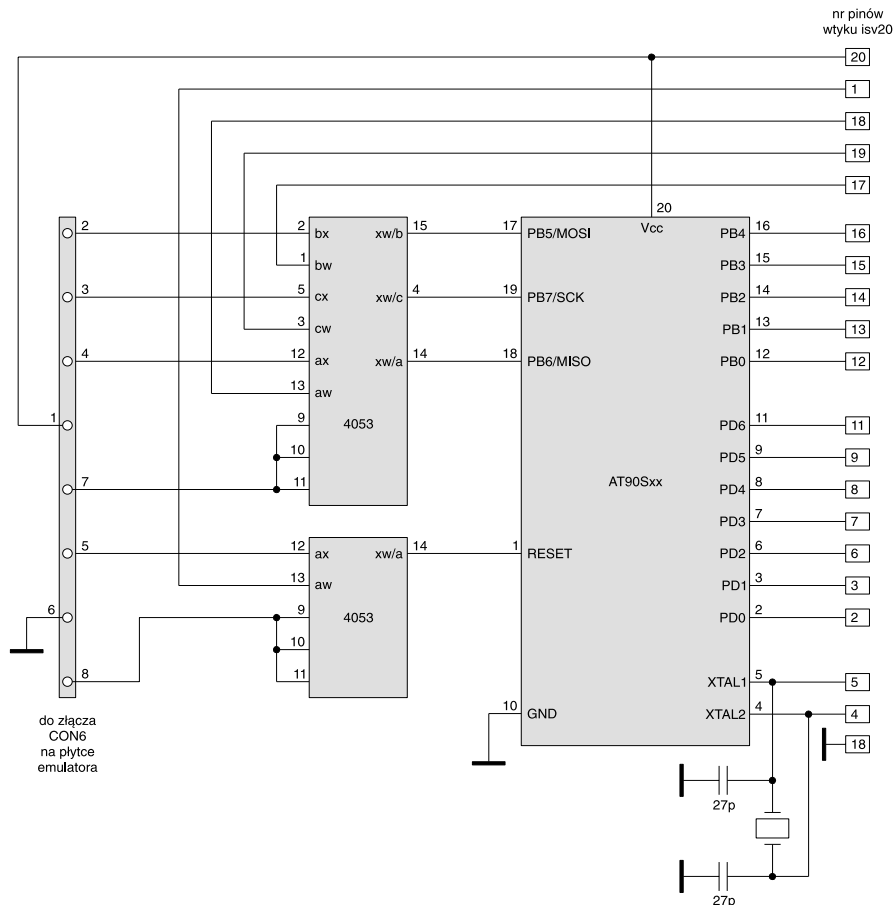 nr pinów
wtyku isv20
20
1
18
19
17
20
Vcc
2 2 bx xw/b 15 17 PB5/MOSI PB4 16 16
1 bw PB3 15 15
3 5 cx xw/c 4 19 PB7/SCK PB2 14 14
3 cw PB1 13 13
4 12 ax xw/a 14 18 PB6/MISO PB0 12 12
13 aw
1 9 4053 PD6 11 11
10 PD5 9 9
7 11 AT90Sxx PD4 8 8
PD3 7 7
5 12 ax xw/a 14 1 RESET PD2 6 6
13 aw PD1 3 3
6 9 4053 PD0 2 2
10
8 11 XTAL1 5 5
10 GND XTAL2 4 4
18
do złącza
CON6
na płytce
emulatora
27p
27p